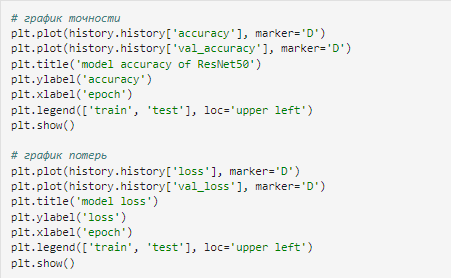 # график точности
plt.plot(history.history['accuracy'], marker='D')
plt.plot(history.history['val_accuracy'], marker='D')
plt.title('model accuracy of ResNet50')
plt.ylabel('accuracy')
plt.xlabel('epoch')
plt.legend(['train', 'test'], loc='upper left')
plt.show()

# график потерь
plt.plot(history.history['loss'], marker='D')
plt.plot(history.history['val_loss'], marker='D')
plt.title('model loss')
plt.ylabel('loss')
plt.xlabel('epoch')
plt.legend(['train', 'test'], loc='upper left')
plt.show()